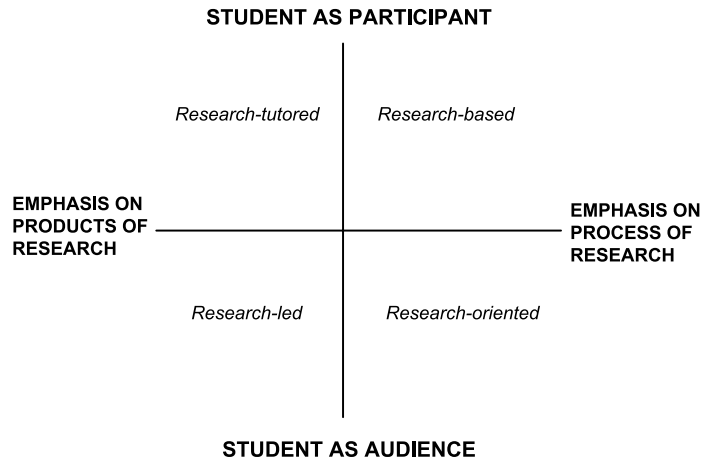 STUDENT AS PARTICIPANT
Research-tutored
Research-based
EMPHASIS ON
PRODUCTS OF
RESEARCH
EMPHASIS ON
PROCESS OF
RESEARCH
Research-led
Research-oriented
STUDENT AS AUDIENCE